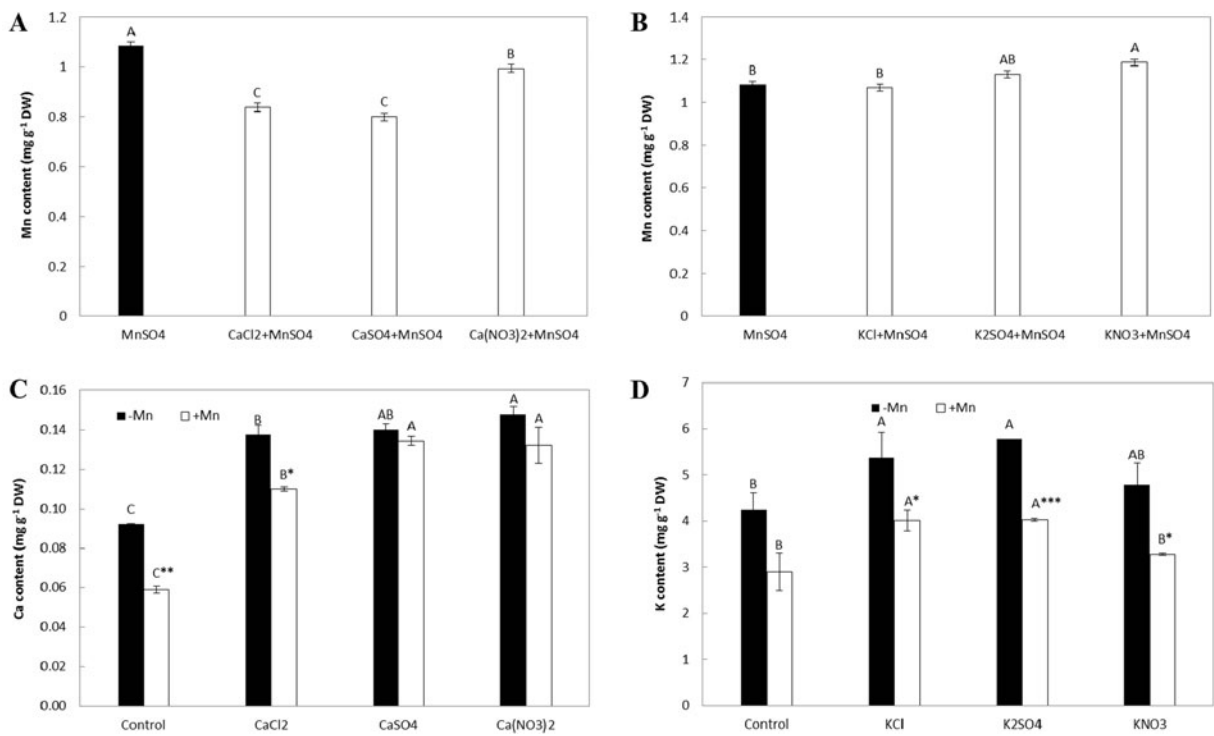 A
Mn content (mg g⁻¹ DW)
1.2
1
0.8
0.6
0.4
0.2
0
A
C
C
B
MnSO4
CaCl2+MnSO4
CaSO4+MnSO4
Ca(NO3)2+MnSO4
B
Mn content (mg g⁻¹ DW)
1.4
1.2
1
0.8
0.6
0.4
0.2
0
B
B
AB
A
MnSO4
KCl+MnSO4
K2SO4+MnSO4
KNO3+MnSO4
C
Ca content (mg g⁻¹ DW)
0.16
0.14
0.12
0.10
0.08
0.06
0.04
0.02
0.00
-Mn
+Mn
C
C**
B
B*
AB
A
A
A
Control
CaCl2
CaSO4
Ca(NO3)2
D
K content (mg g⁻¹ DW)
7
6
5
4
3
2
1
0
-Mn
+Mn
B
B
A
A*
A
A***
AB
B*
Control
KCl
K2SO4
KNO3